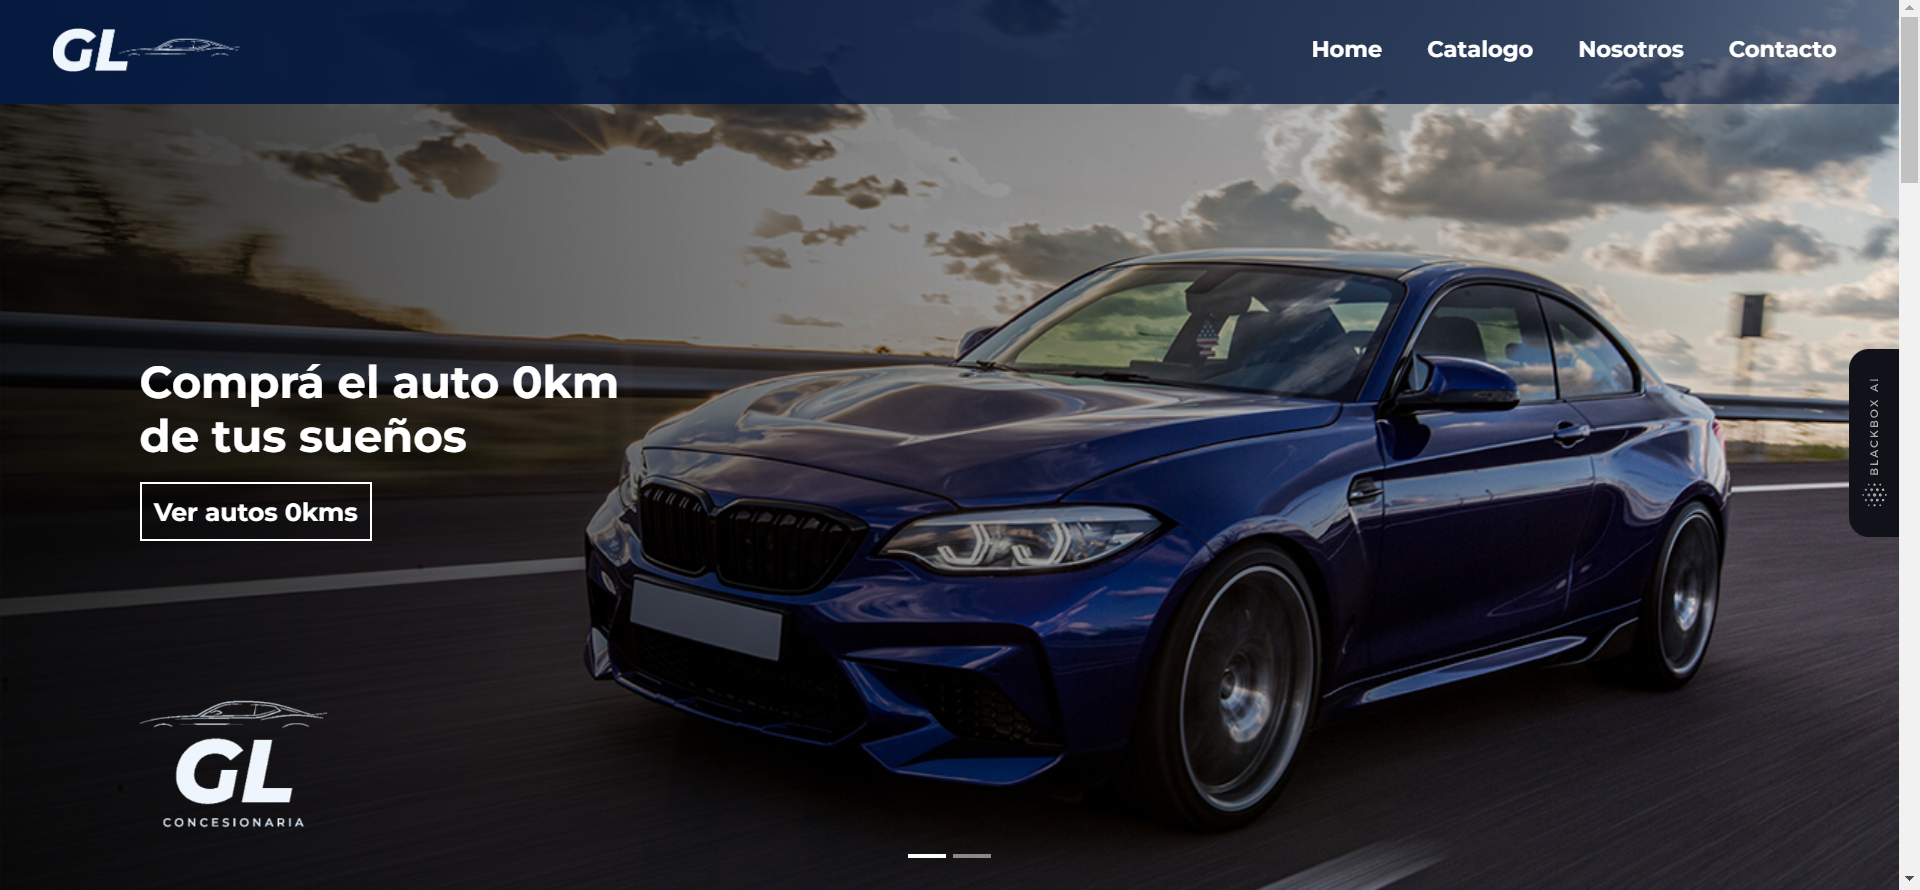 GL
Home
Catalogo
Nosotros
Contacto
Comprá el auto 0km
de tus sueños
Ver autos 0kms
BLACKBOX AI
GL
CONCESIONARIA